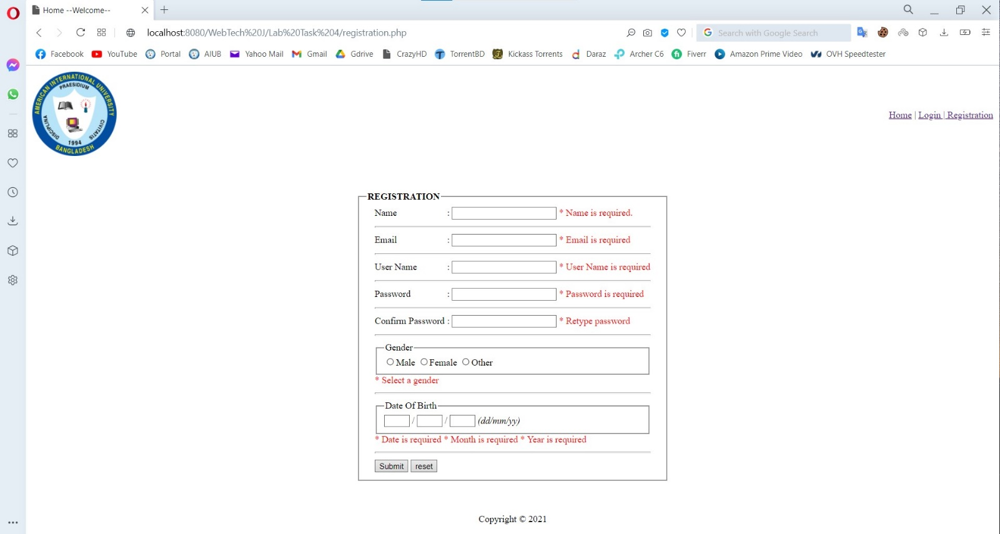 Home --Welcome--
localhost:8080/WebTech%20J/Lab%20Task%204/registration.php
Search with Google Search
Facebook YouTube Portal AIUB Yahoo Mail Gmail Gdrive CrazyHD TorrentBD Kickass Torrents Daraz Archer C6 Fiverr Amazon Prime Video OVH Speedtester
AMERICAN INTERNATIONAL UNIVERSITY
PRAESIDIUM
DISCIPLINA
CIVITATIS
1994
BANGLADESH
Home | Login | Registration
REGISTRATION
Name : * Name is required.
Email : * Email is required
User Name : * User Name is required
Password : * Password is required
Confirm Password : * Retype password
Gender
Male Female Other
* Select a gender
Date Of Birth
/ / (dd/mm/yy)
* Date is required * Month is required * Year is required
Submit reset
Copyright © 2021